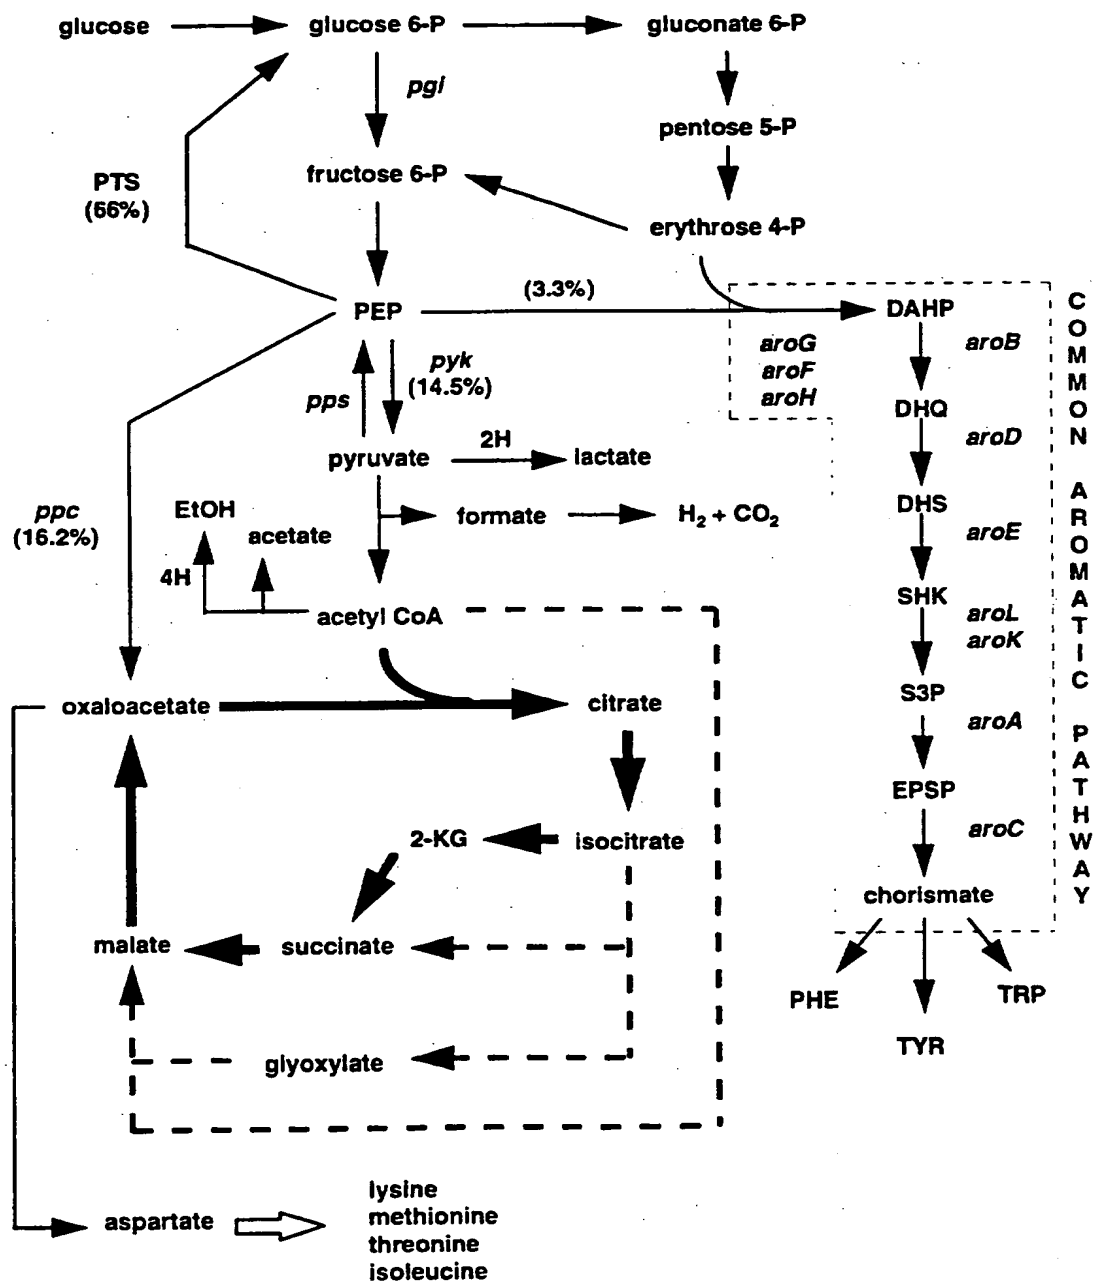 glucose
glucose 6-P
gluconate 6-P
pgi
pentose 5-P
fructose 6-P
PTS
(66%)
erythrose 4-P
(3.3%)
PEP
DAHP
aroG
aroF
aroH
aroB
pyk
(14.5%)
pps
DHQ
aroD
pyruvate
2H
lactate
EtOH
ppc
(16.2%)
formate
H2 + CO2
DHS
acetate
aroE
4H
acetyl CoA
SHK
aroL
aroK
oxaloacetate
citrate
S3P
aroA
EPSP
2-KG
isocitrate
aroC
chorismate
malate
succinate
PHE
TRP
TYR
glyoxylate
COMMON AROMATIC PATHWAY
aspartate
lysine
methionine
threonine
isoleucine